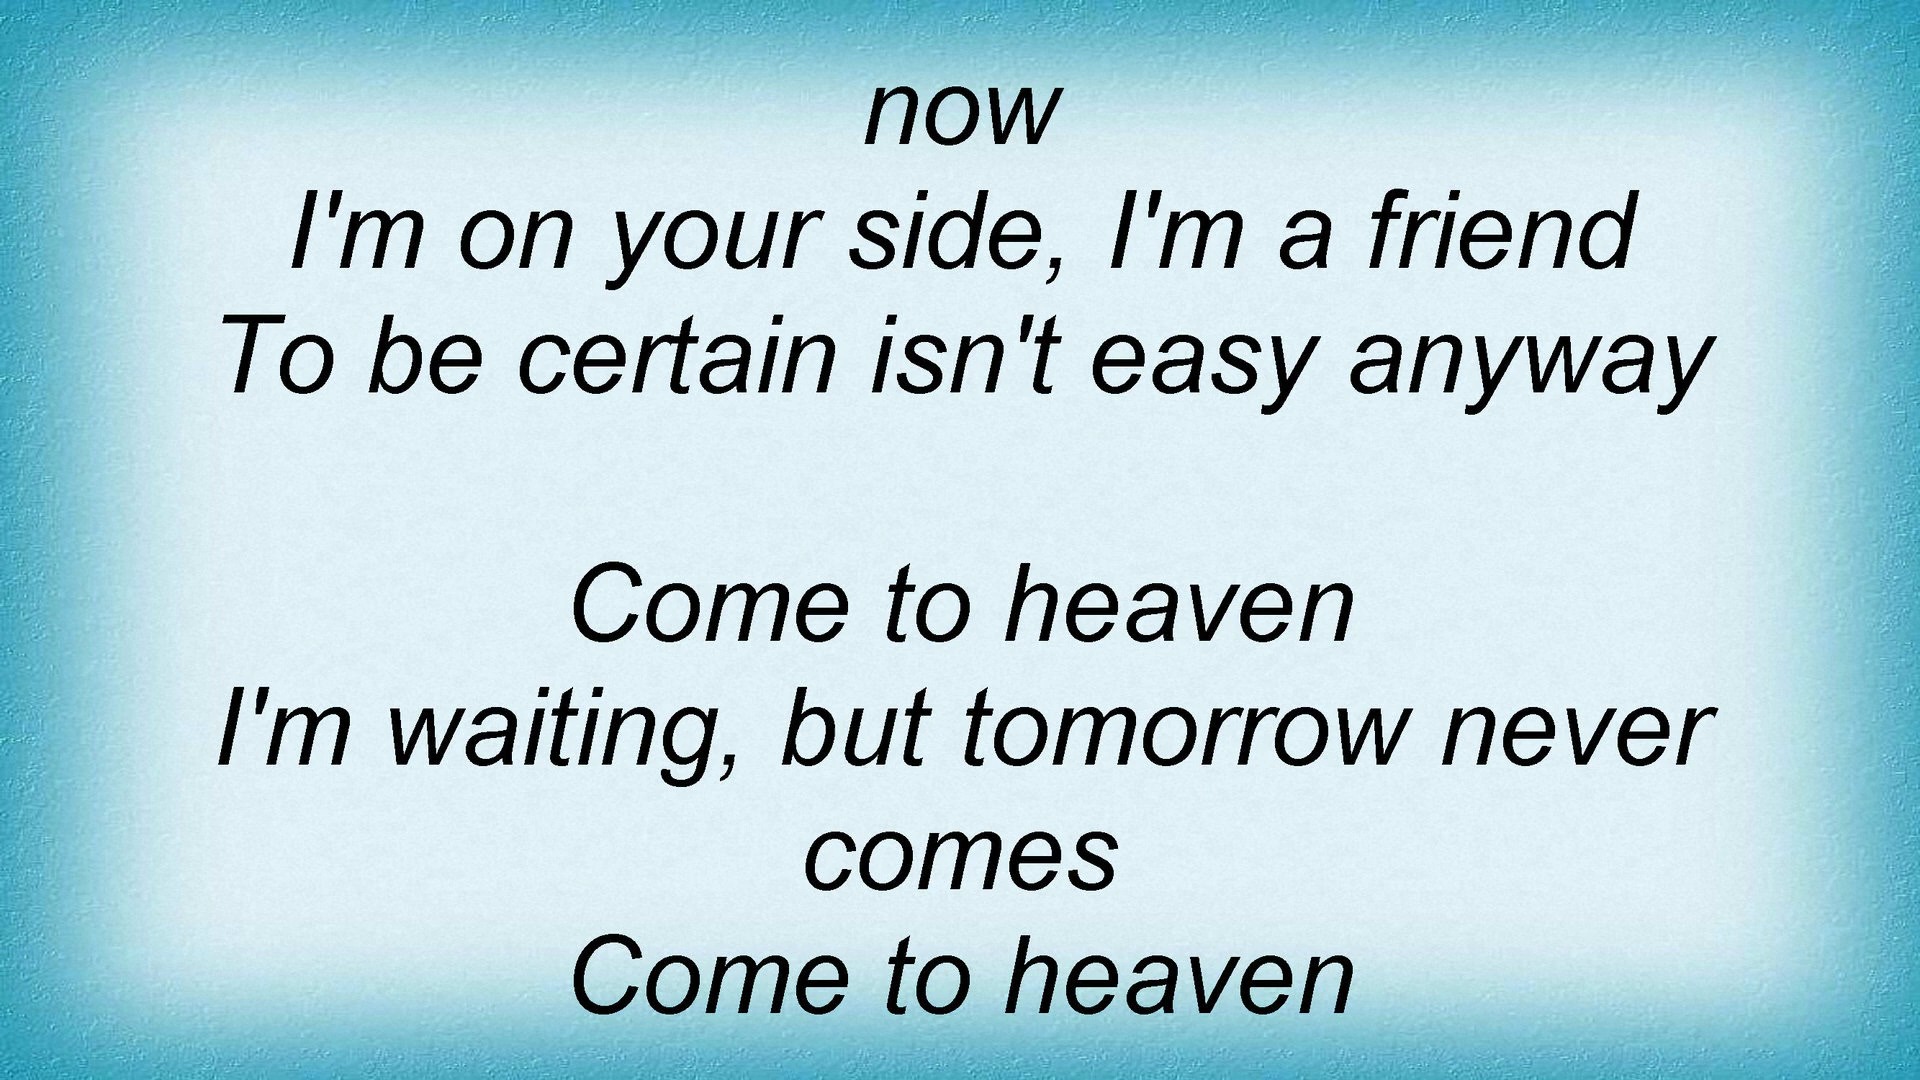 now
I'm on your side, I'm a friend
To be certain isn't easy anyway
Come to heaven
I'm waiting, but tomorrow never
comes
Come to heaven